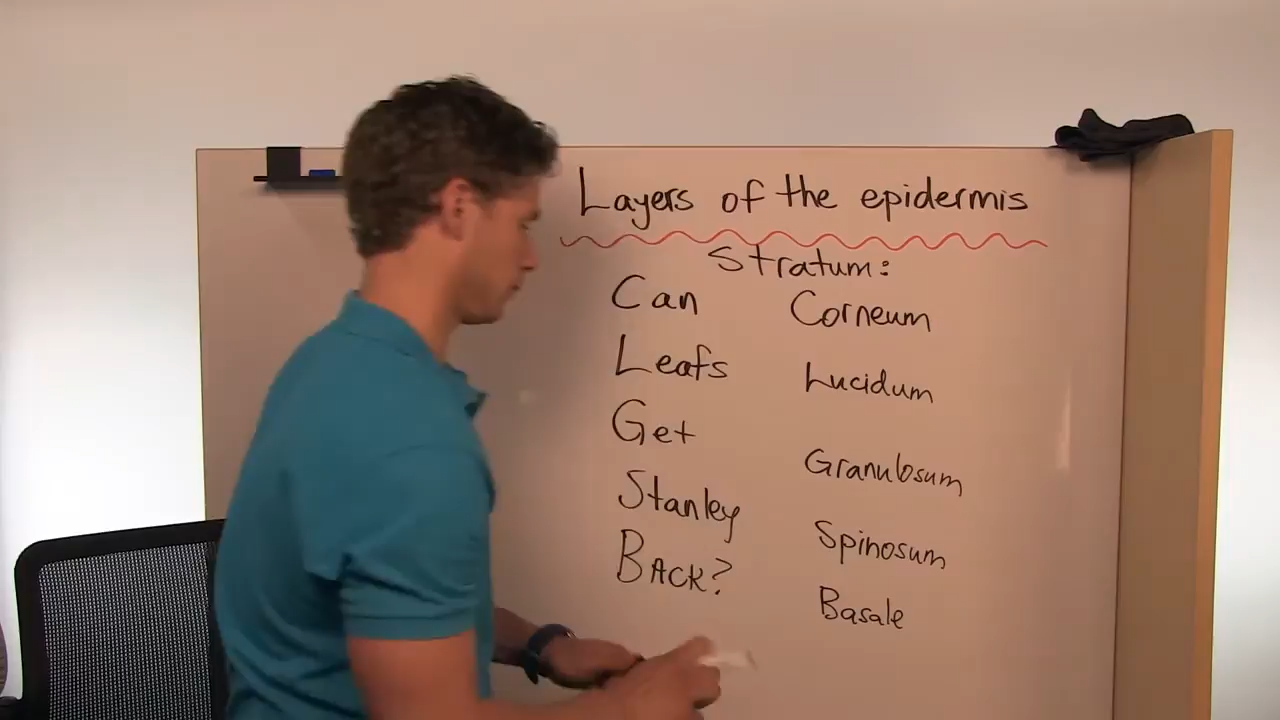 Layers of the epidermis
Stratum:
Can Corneum
Leafs Lucidum
Get Granulosum
Stanley Spinosum
BACK? Basale